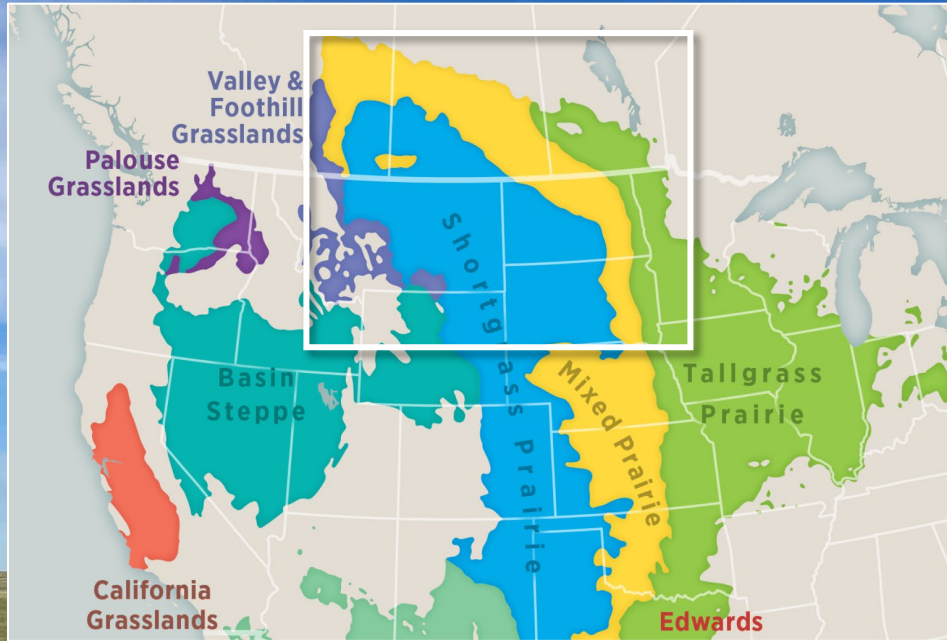 Valley &
Foothill
Grasslands
Palouse
Grasslands
Shortgrass Prairie
Basin
Steppe
Mixed Prairie
Tallgrass
Prairie
California
Grasslands
Edwards